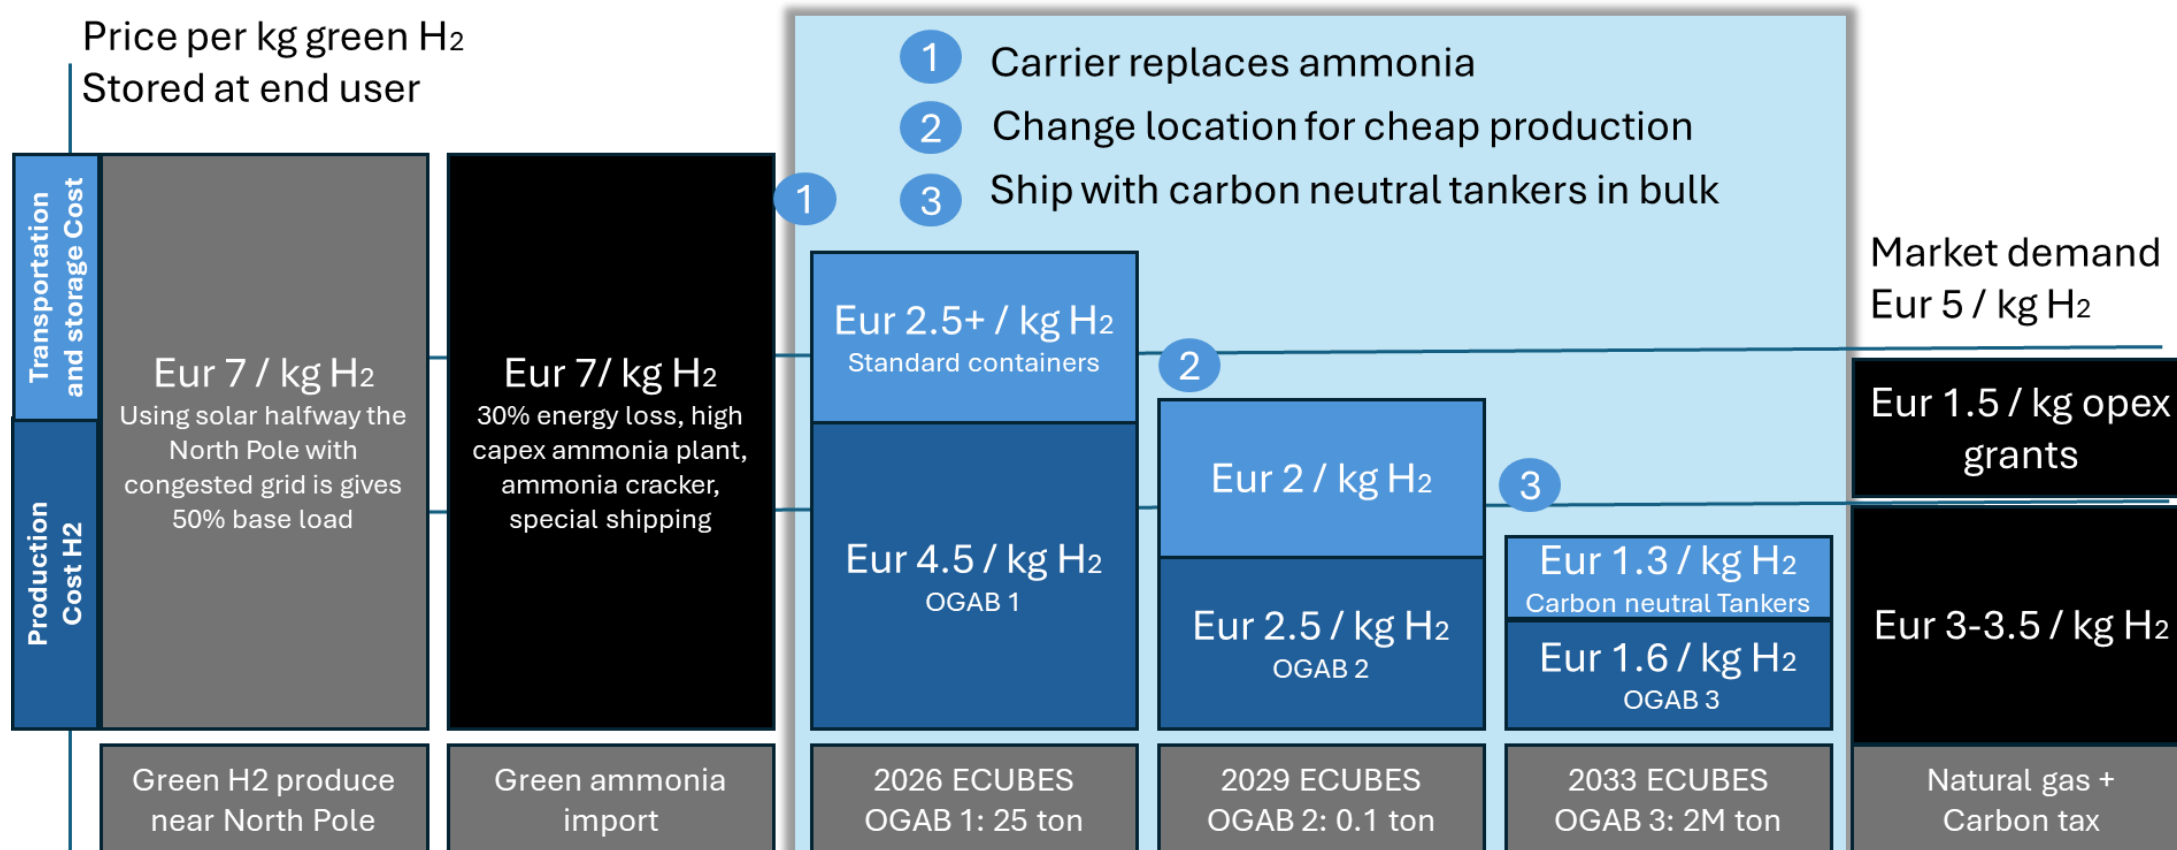 Price per kg green H2
Stored at end user
1 Carrier replaces ammonia
2 Change location for cheap production
3 Ship with carbon neutral tankers in bulk
Transportation
and storage Cost
Production
Cost H2
Eur 7 / kg H2
Using solar halfway the
North Pole with
congested grid is gives
50% base load
Green H2 produce
near North Pole
Eur 7/ kg H2
30% energy loss, high
capex ammonia plant,
ammonia cracker,
special shipping
Green ammonia
import
1
Eur 2.5+ / kg H2
Standard containers
Eur 4.5 / kg H2
OGAB 1
2026 ECUBES
OGAB 1: 25 ton
2
Eur 2 / kg H2
Eur 2.5 / kg H2
OGAB 2
2029 ECUBES
OGAB 2: 0.1 ton
3
Eur 1.3 / kg H2
Carbon neutral Tankers
Eur 1.6 / kg H2
OGAB 3
2033 ECUBES
OGAB 3: 2M ton
Market demand
Eur 5 / kg H2
Eur 1.5 / kg opex
grants
Eur 3-3.5 / kg H2
Natural gas +
Carbon tax